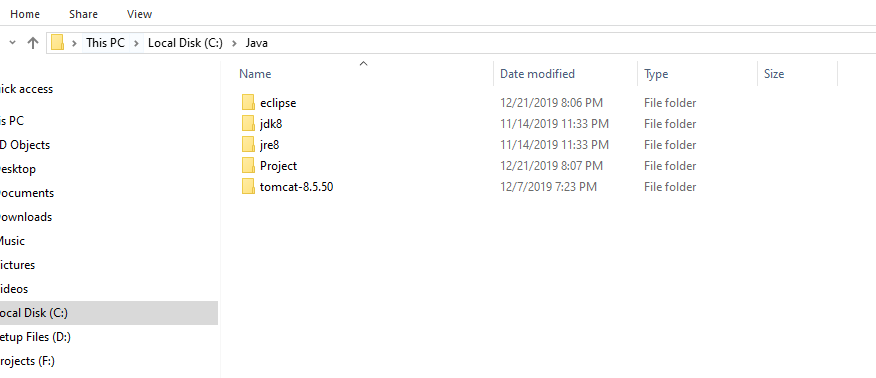 Home Share View
This PC > Local Disk (C:) > Java
Name Date modified Type Size
eclipse 12/21/2019 8:06 PM File folder
jdk8 11/14/2019 11:33 PM File folder
jre8 11/14/2019 11:33 PM File folder
Project 12/21/2019 8:07 PM File folder
tomcat-8.5.50 12/7/2019 7:23 PM File folder
uick access
is PC
D Objects
esktop
ocuments
ownloads
Music
ictures
ideos
ocal Disk (C:)
etup Files (D:)
rojects (F:)